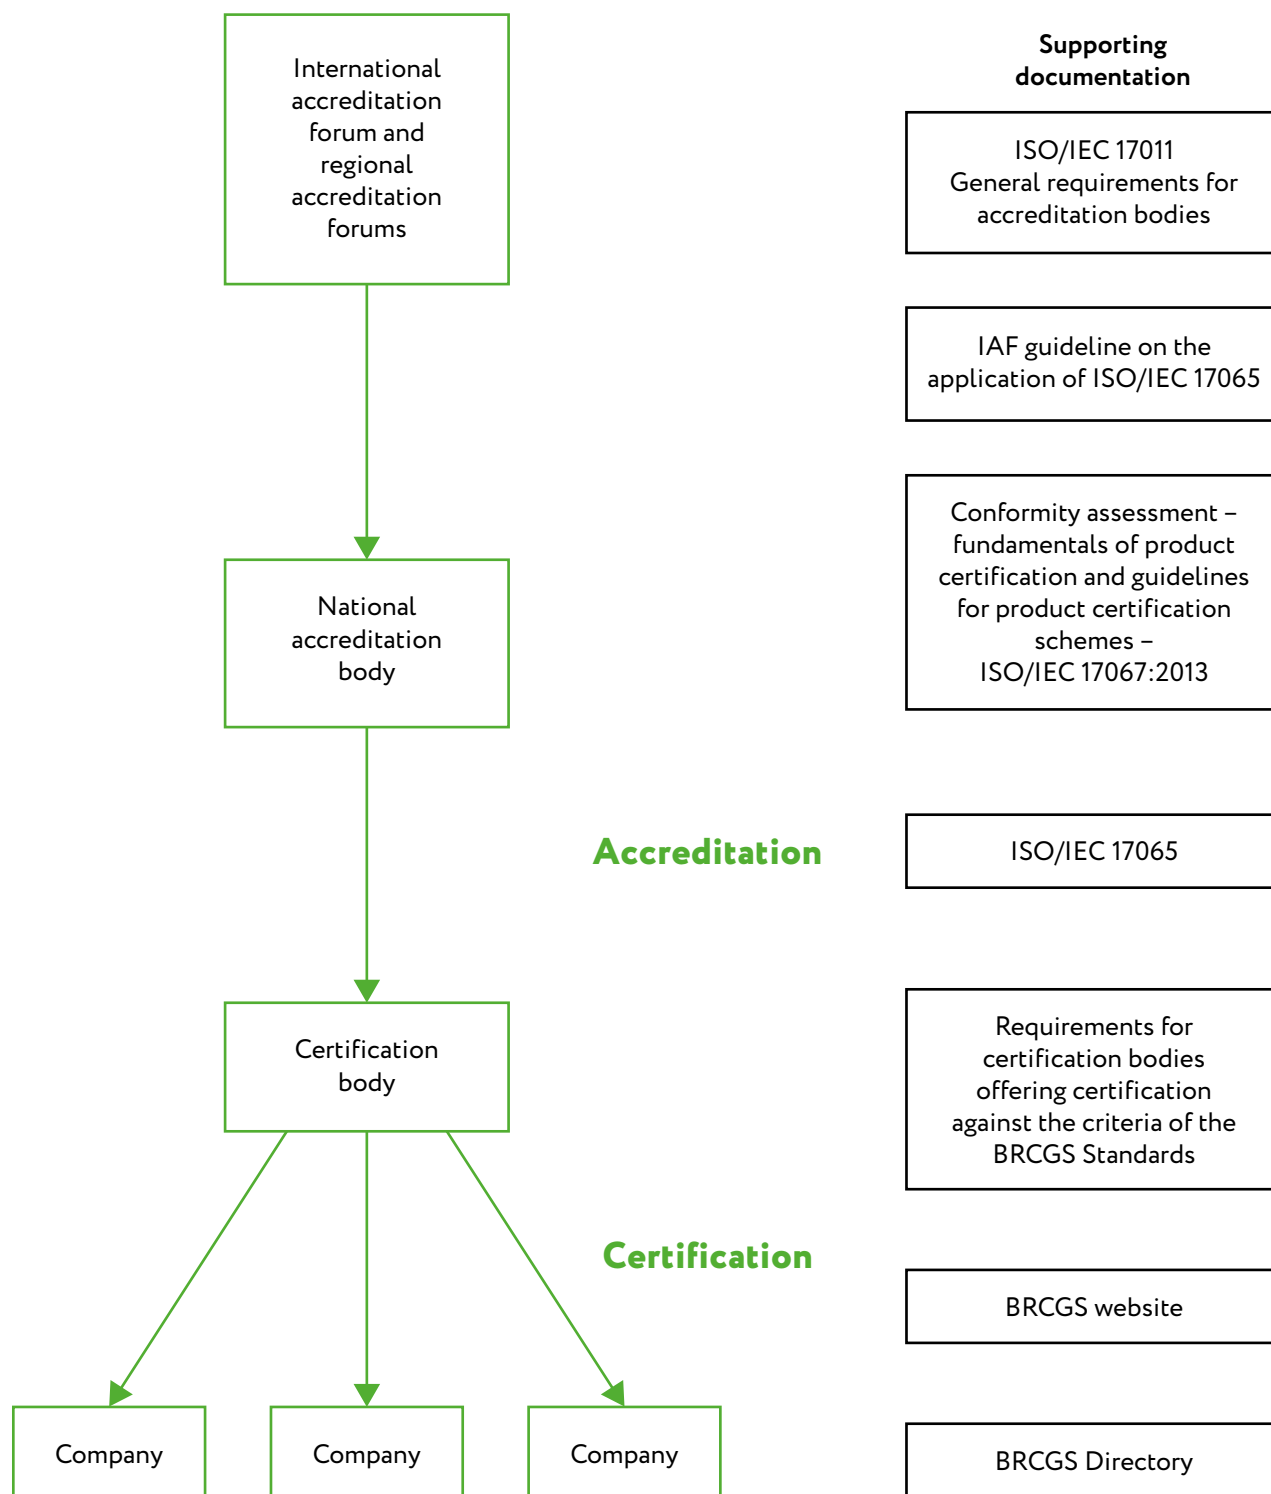 International
accreditation
forum and
regional
accreditation
forums
Supporting
documentation
ISO/IEC 17011
General requirements for
accreditation bodies
IAF guideline on the
application of ISO/IEC 17065
Conformity assessment –
fundamentals of product
certification and guidelines
for product certification
schemes –
ISO/IEC 17067:2013
National
accreditation
body
Accreditation
ISO/IEC 17065
Certification
body
Requirements for
certification bodies
offering certification
against the criteria of the
BRCGS Standards
Certification
BRCGS website
Company
Company
Company
BRCGS Directory